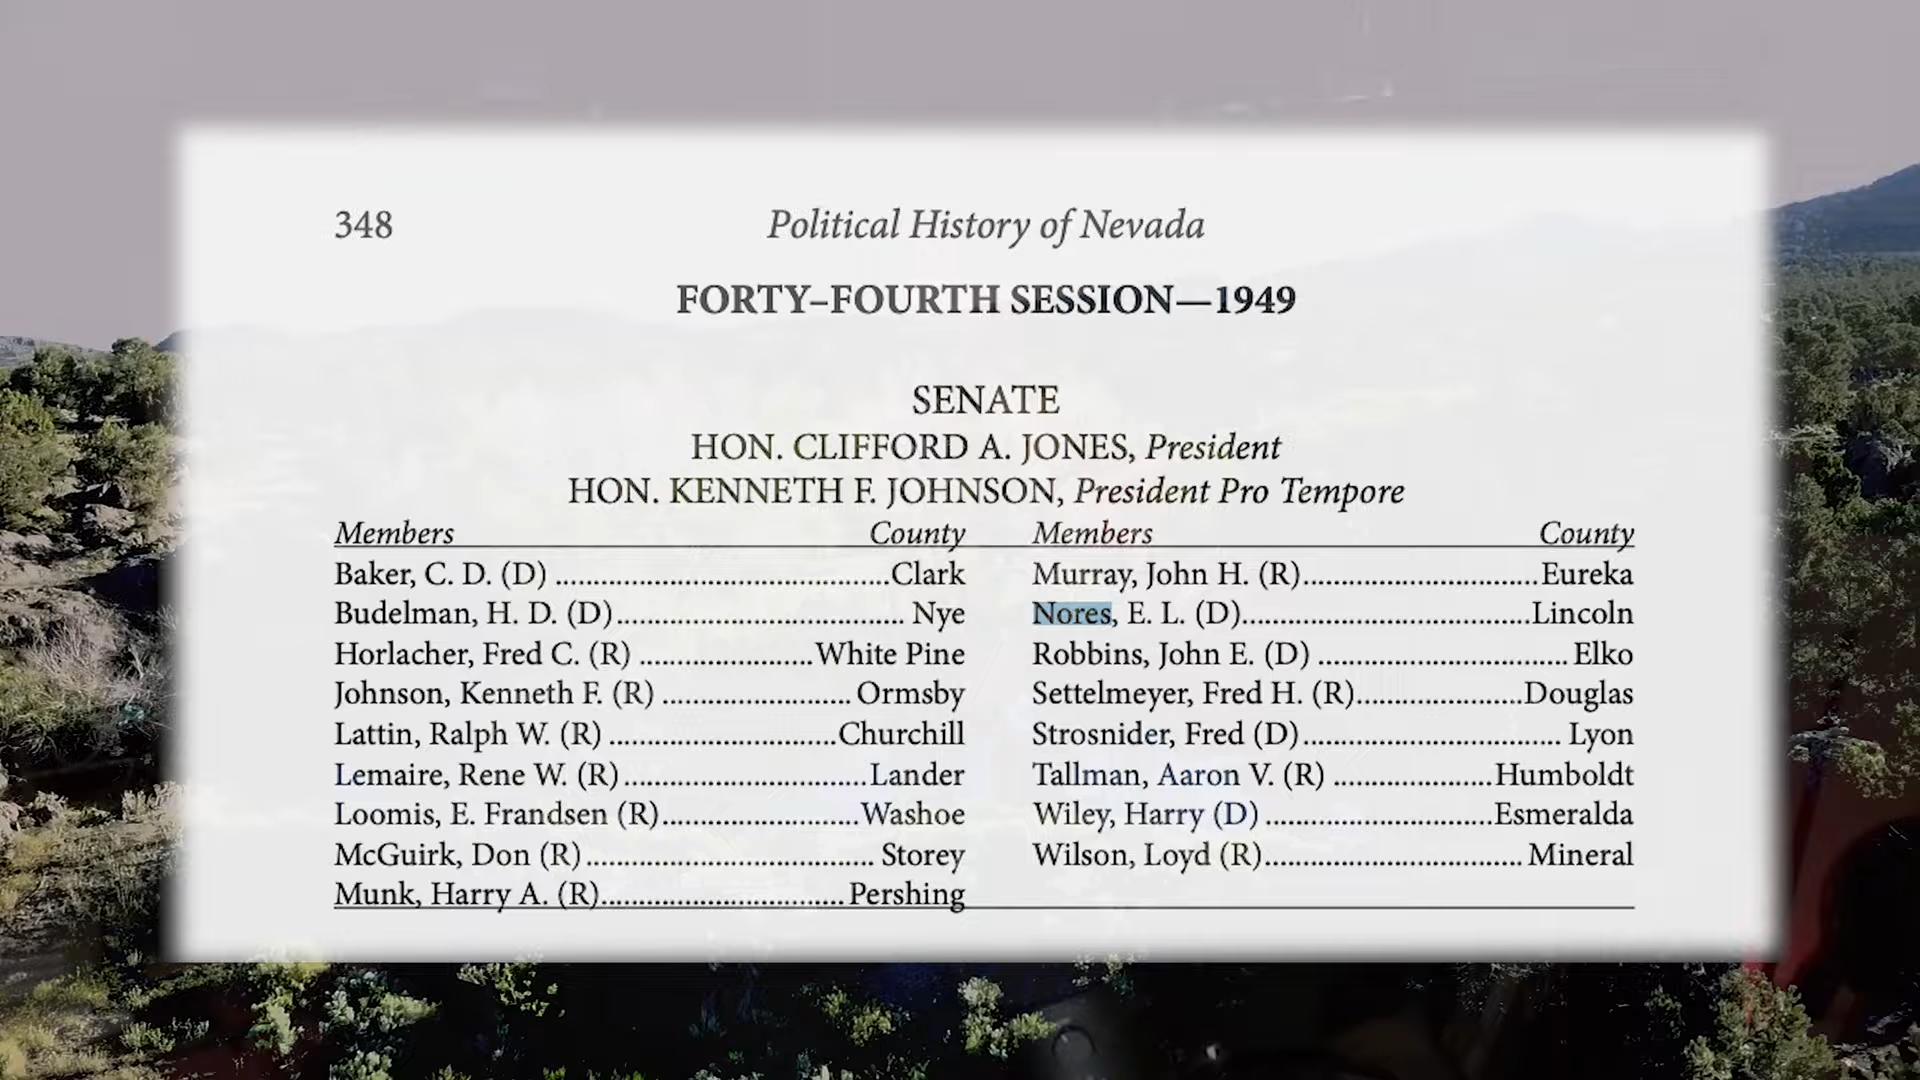 348 Political History of Nevada
FORTY–FOURTH SESSION—1949
SENATE
HON. CLIFFORD A. JONES, President
HON. KENNETH F. JOHNSON, President Pro Tempore
Members County Members County
Baker, C. D. (D) ..........Clark Murray, John H. (R)..........Eureka
Budelman, H. D. (D).......... Nye Nores, E. L. (D)..........Lincoln
Horlacher, Fred C. (R) ..........White Pine Robbins, John E. (D) .......... Elko
Johnson, Kenneth F. (R) .......... Ormsby Settelmeyer, Fred H. (R)..........Douglas
Lattin, Ralph W. (R) ..........Churchill Strosnider, Fred (D).......... Lyon
Lemaire, Rene W. (R)..........Lander Tallman, Aaron V. (R) ..........Humboldt
Loomis, E. Frandsen (R)..........Washoe Wiley, Harry (D) ..........Esmeralda
McGuirk, Don (R).......... Storey Wilson, Loyd (R).......... Mineral
Munk, Harry A. (R)..........Pershing